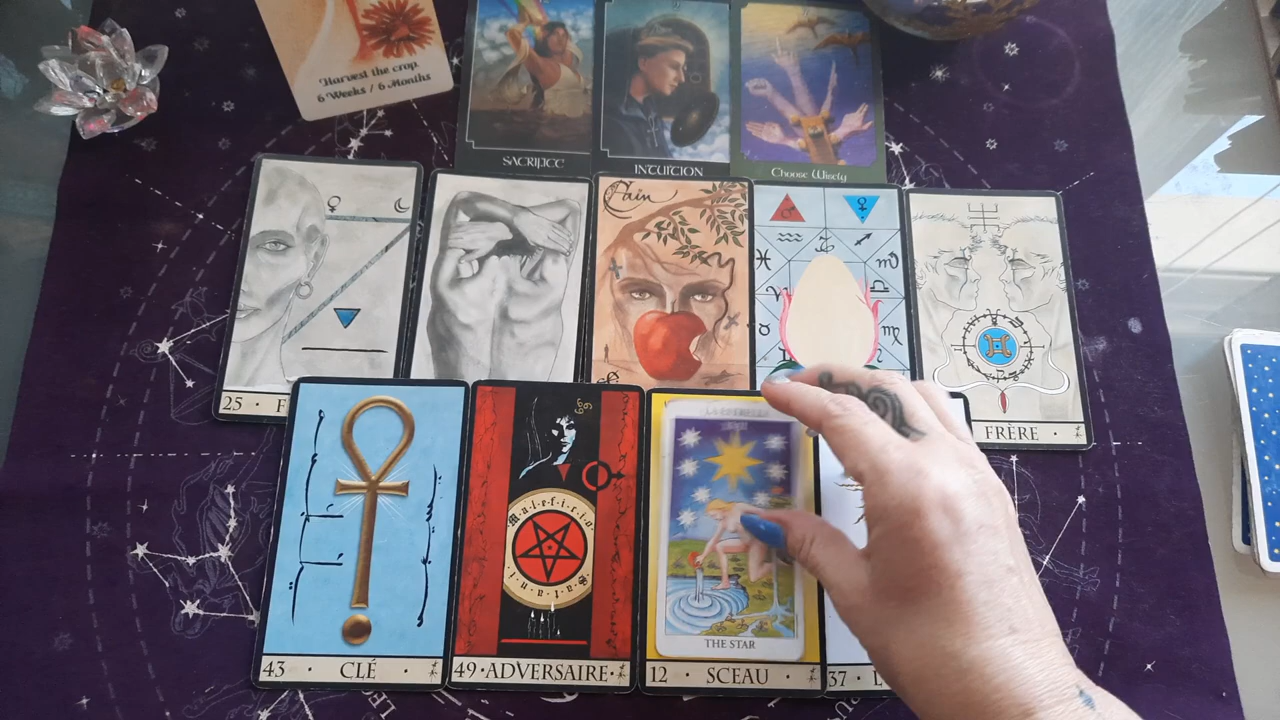 Harvest the crop.
6 Weeks / 6 Months
SACRIFICE
INTUITION
Choose Wisely
Cain
25 · F
FRÈRE ·
43 · CLÉ ·
49 · ADVERSAIRE ·
Maleficia
THE STAR
12 · SCEAU ·
37 · L